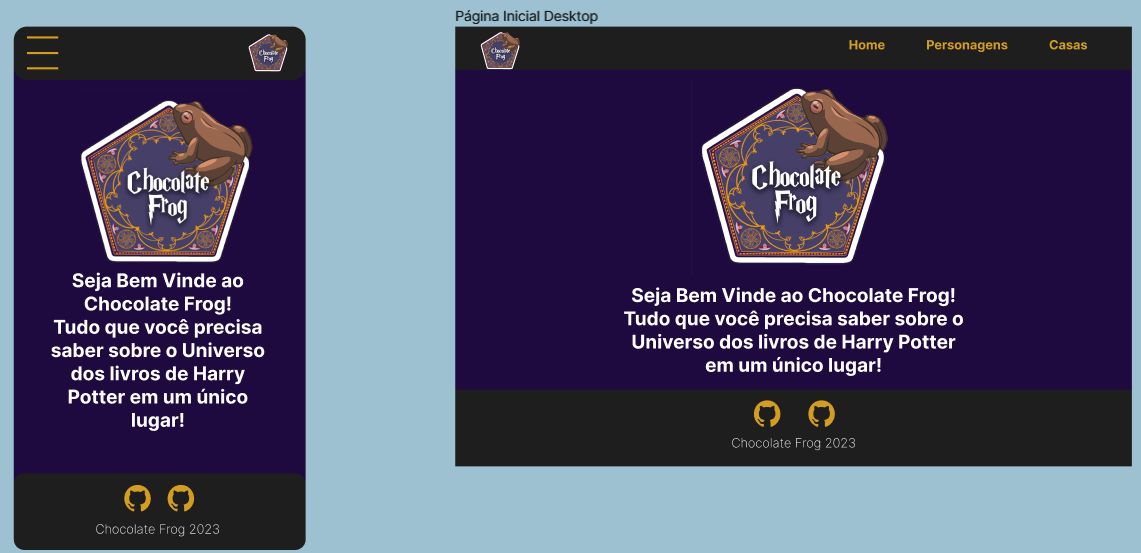 Página Inicial Desktop
Chocolate
Frog
Chocolate
Frog
Seja Bem Vinde ao
Chocolate Frog!
Tudo que você precisa
saber sobre o Universo
dos livros de Harry
Potter em um único
lugar!
Chocolate Frog 2023
Chocolate
Frog
Home Personagens Casas
Chocolate
Frog
Seja Bem Vinde ao Chocolate Frog!
Tudo que você precisa saber sobre o
Universo dos livros de Harry Potter
em um único lugar!
Chocolate Frog 2023